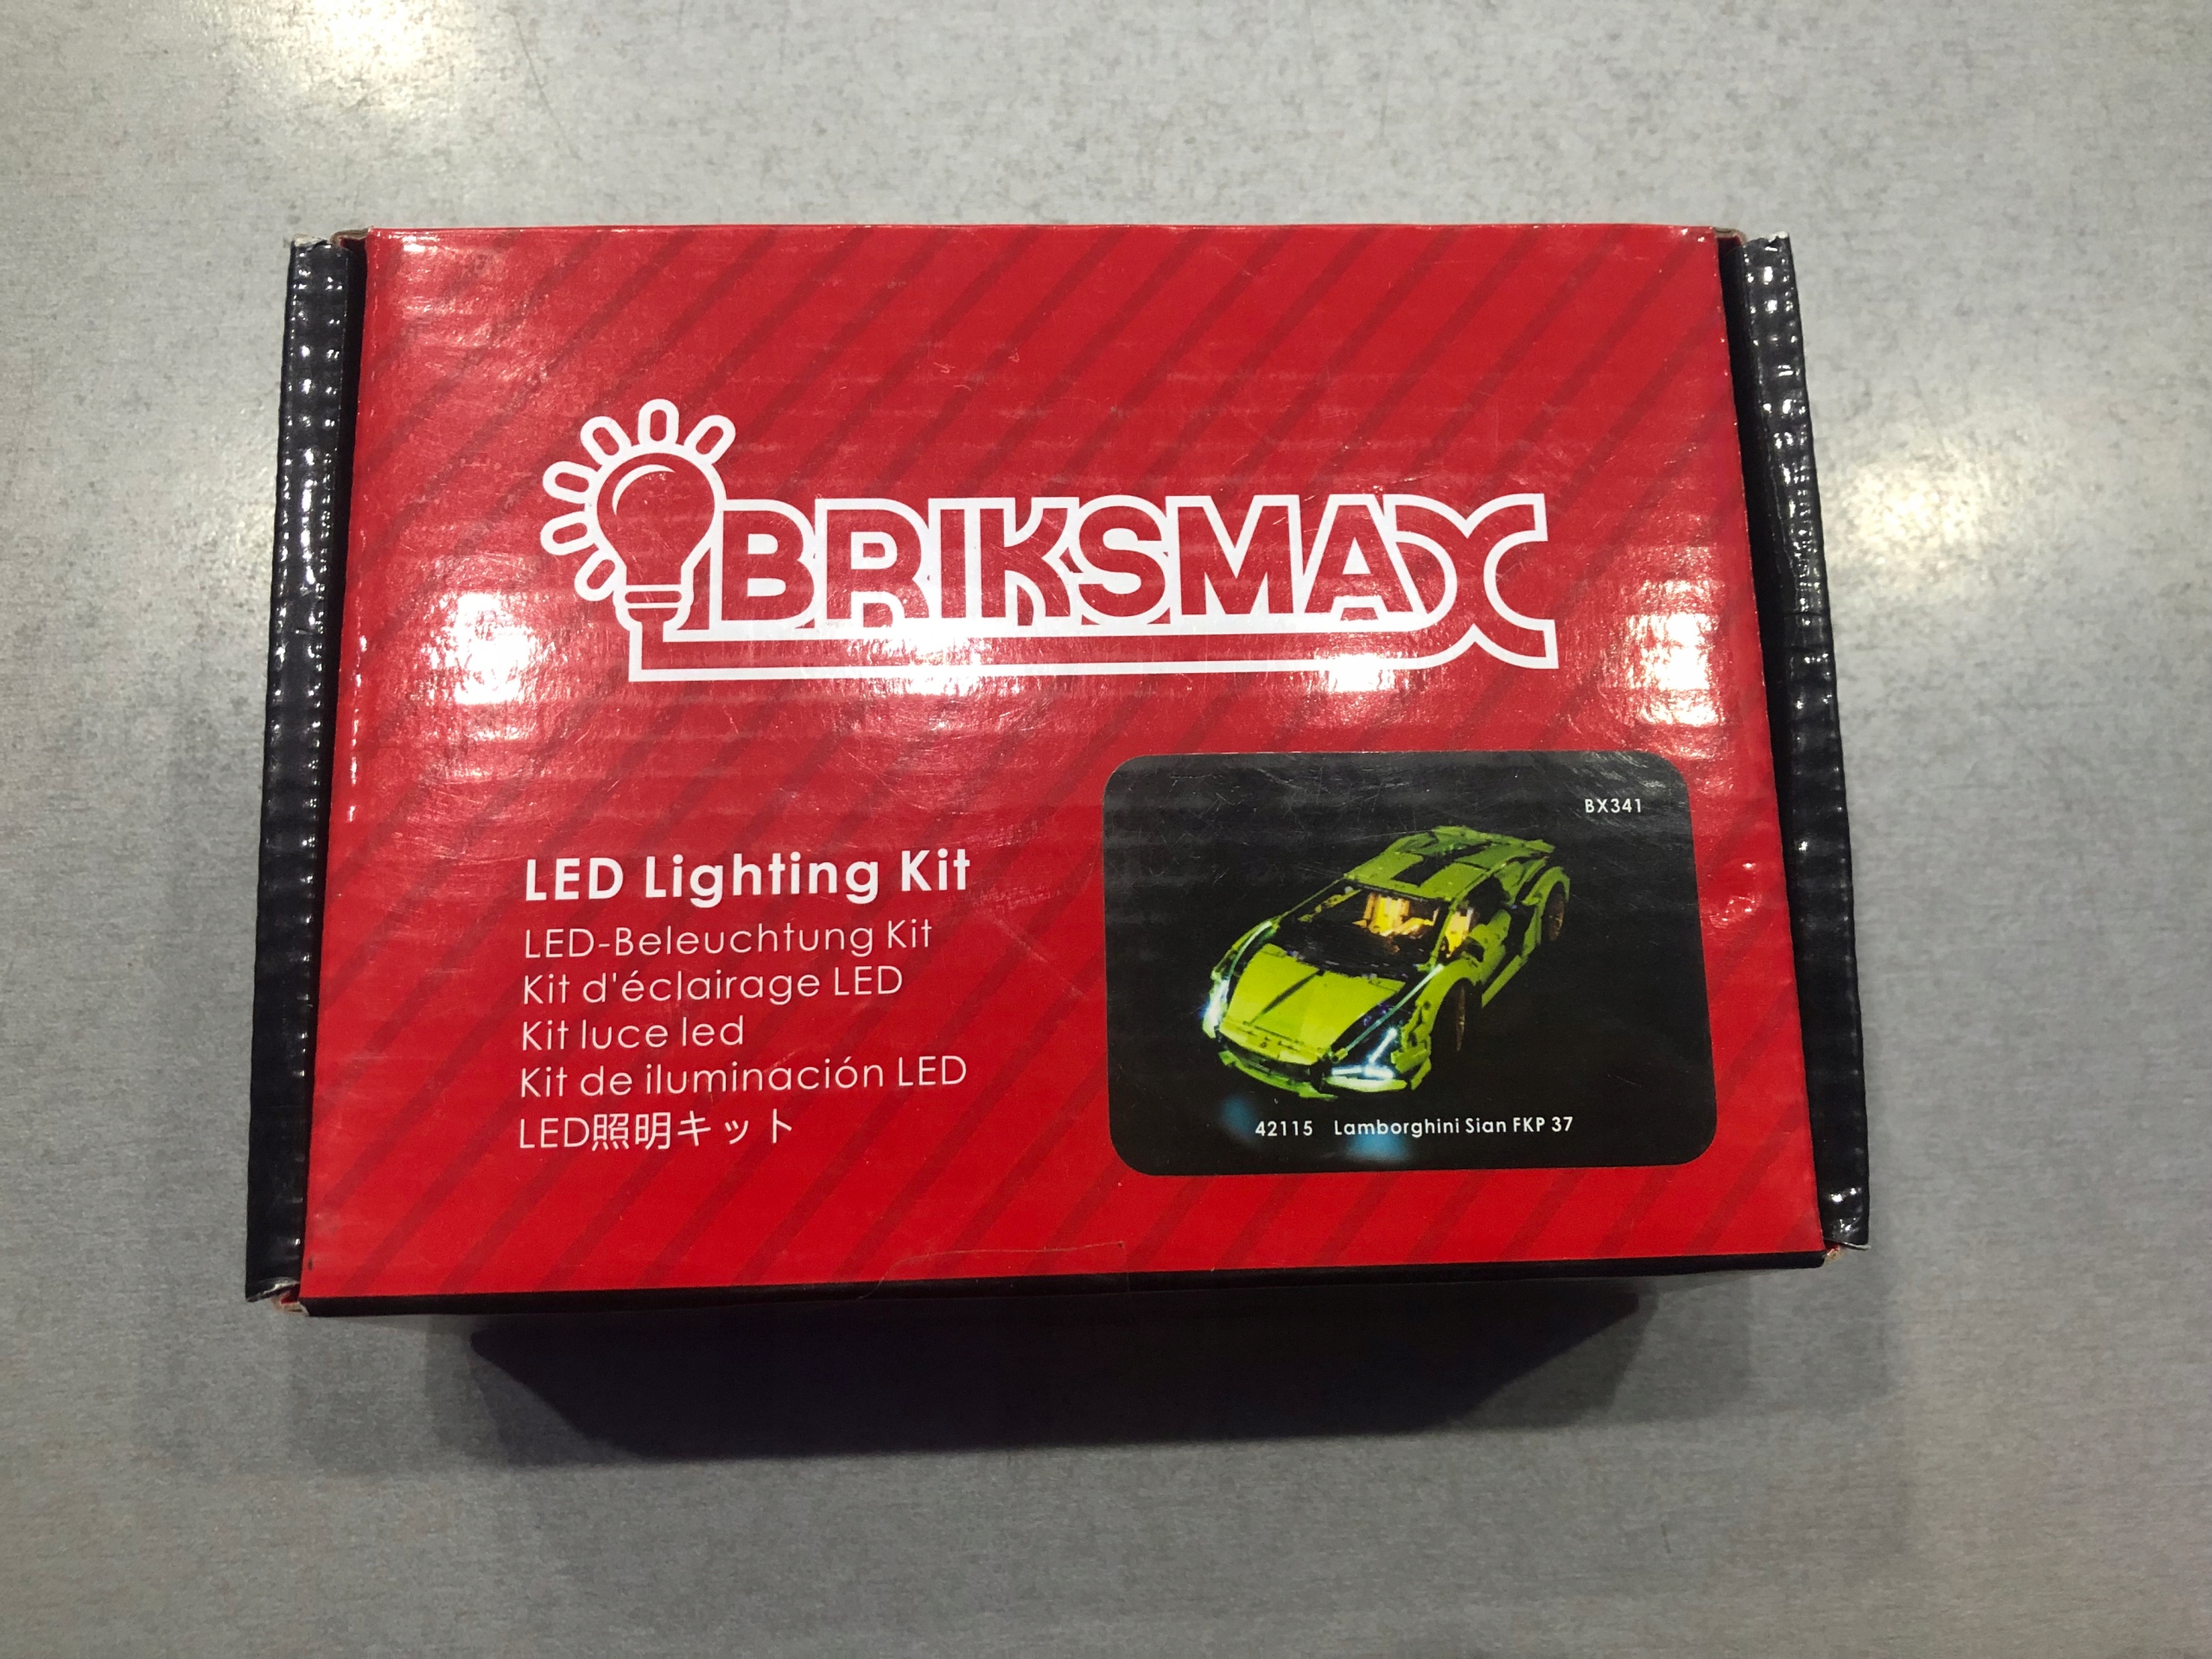 BRIKSMAX
LED Lighting Kit
LED-Beleuchtung Kit
Kit d'éclairage LED
Kit luce led
Kit de iluminación LED
LED照明キット
BX341
42115 Lamborghini Sian FKP 37